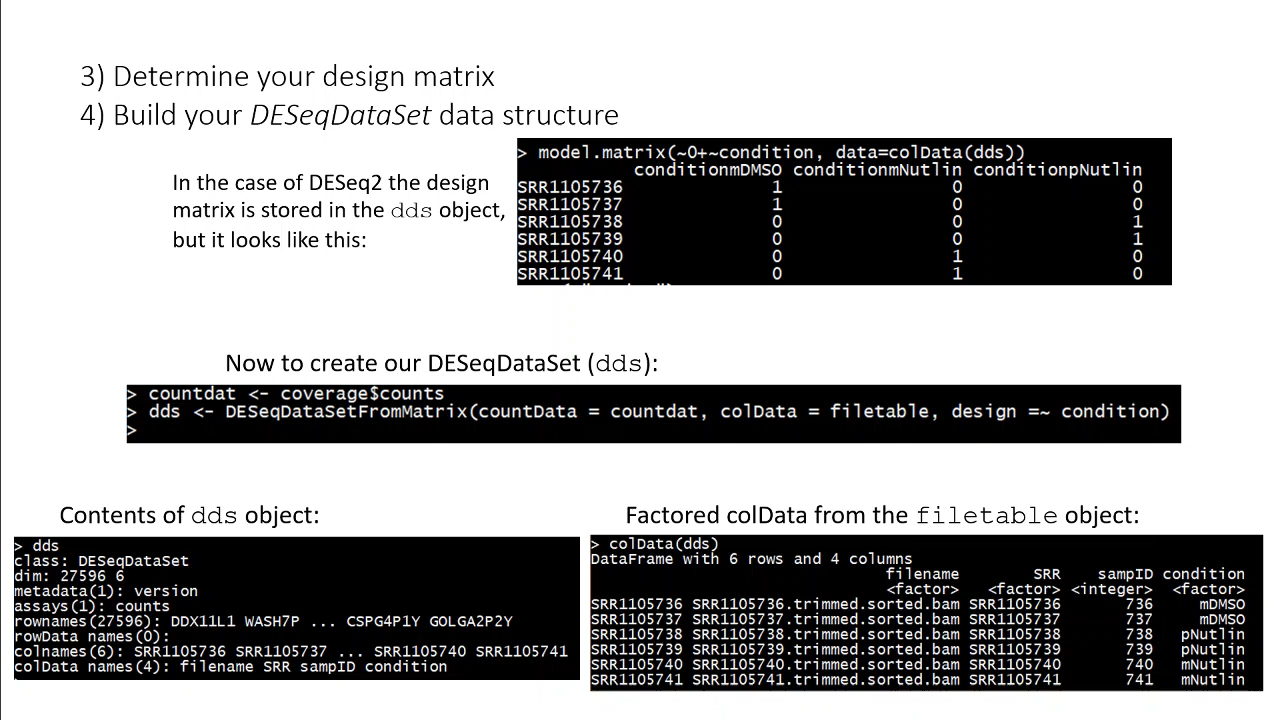 3) Determine your design matrix
4) Build your DESeqDataSet data structure
In the case of DESeq2 the design
matrix is stored in the dds object,
but it looks like this:
> model.matrix(~0+~condition, data=colData(dds))
conditionmDMSO conditionmNutlin conditionpNutlin
SRR1105736 1 0 0
SRR1105737 1 0 0
SRR1105738 0 0 1
SRR1105739 0 0 1
SRR1105740 0 1 0
SRR1105741 0 1 0
Now to create our DESeqDataSet (dds):
> countdat <- coverage$counts
> dds <- DESeqDataSetFromMatrix(countData = countdat, colData = filetable, design =~ condition)
>
Contents of dds object:
> dds
class: DESeqDataSet
dim: 27596 6
metadata(1): version
assays(1): counts
rownames(27596): DDX11L1 WASH7P ... CSPG4P1Y GOLGA2P2Y
rowData names(0):
colnames(6): SRR1105736 SRR1105737 ... SRR1105740 SRR1105741
colData names(4): filename SRR sampID condition
Factored colData from the filetable object:
> colData(dds)
DataFrame with 6 rows and 4 columns
filename SRR sampID condition
<factor> <factor> <integer> <factor>
SRR1105736 SRR1105736.trimmed.sorted.bam SRR1105736 736 mDMSO
SRR1105737 SRR1105737.trimmed.sorted.bam SRR1105737 737 mDMSO
SRR1105738 SRR1105738.trimmed.sorted.bam SRR1105738 738 pNutlin
SRR1105739 SRR1105739.trimmed.sorted.bam SRR1105739 739 pNutlin
SRR1105740 SRR1105740.trimmed.sorted.bam SRR1105740 740 mNutlin
SRR1105741 SRR1105741.trimmed.sorted.bam SRR1105741 741 mNutlin